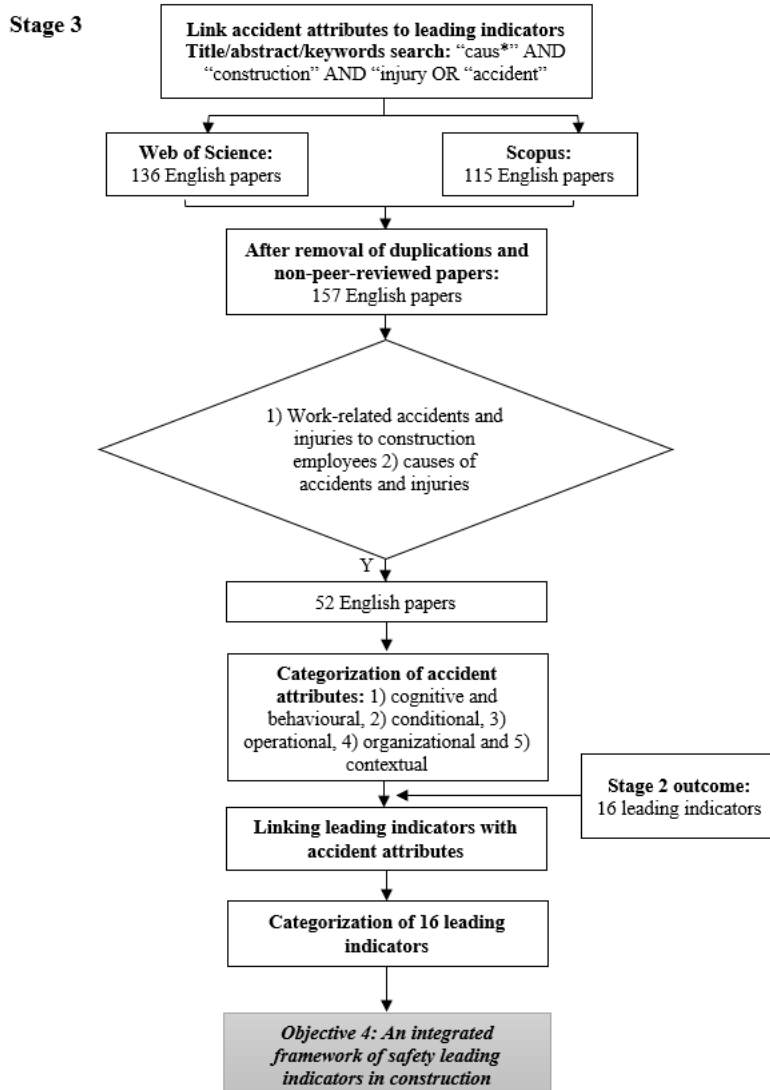 Stage 3
Link accident attributes to leading indicators
Title/abstract/keywords search: “caus*” AND
“construction” AND “injury OR “accident”
Web of Science:
136 English papers
Scopus:
115 English papers
After removal of duplications and
non-peer-reviewed papers:
157 English papers
1) Work-related accidents and
injuries to construction
employees 2) causes of
accidents and injuries
Y
52 English papers
Categorization of accident
attributes: 1) cognitive and
behavioural, 2) conditional, 3)
operational, 4) organizational and 5)
contextual
Stage 2 outcome:
16 leading indicators
Linking leading indicators with
accident attributes
Categorization of 16 leading
indicators
Objective 4: An integrated
framework of safety leading
indicators in construction